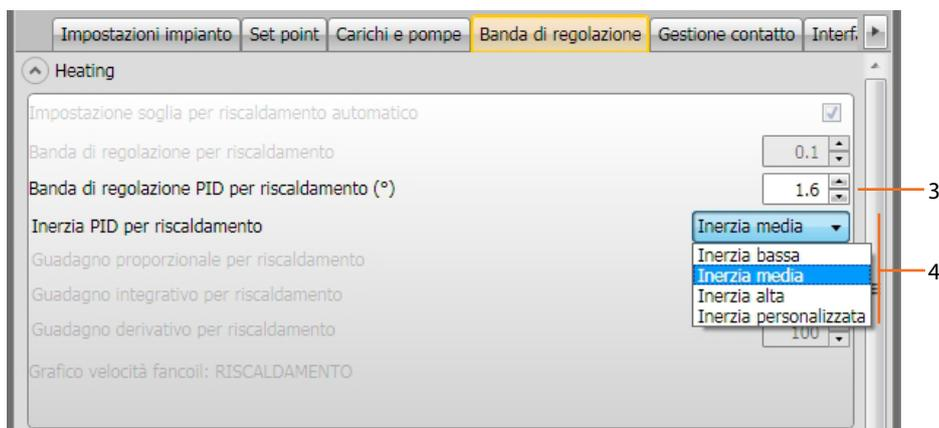 Impostazioni impianto Set point Carichi e pompe Banda di regolazione Gestione contatto Interf.
Heating
Impostazione soglia per riscaldamento automatico
Banda di regolazione per riscaldamento 0.1
Banda di regolazione PID per riscaldamento (°) 1.6 3
Inerzia PID per riscaldamento Inerzia media
Guadagno proporzionale per riscaldamento Inerzia bassa
Inerzia media 4
Guadagno integrativo per riscaldamento Inerzia alta
Inerzia personalizzata
Guadagno derivativo per riscaldamento 100
Grafico velocità fancoil: RISCALDAMENTO